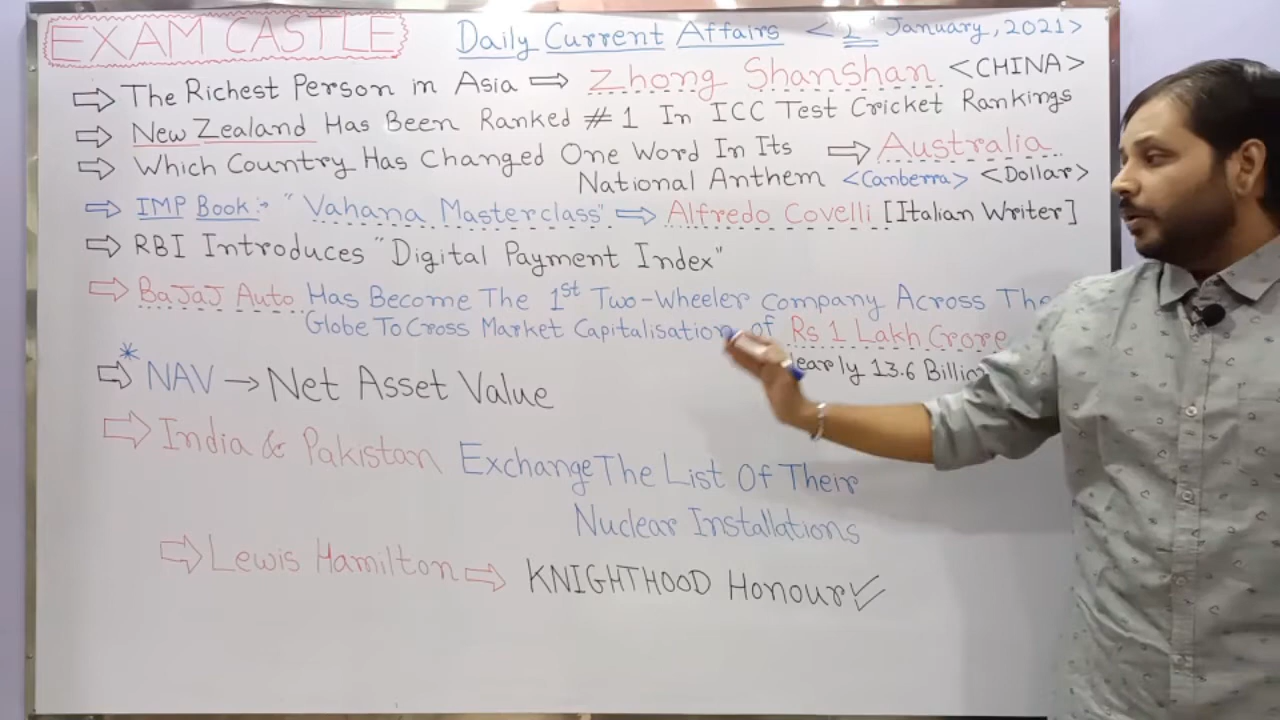 EXAM CASTLE Daily Current Affairs < 2nd January, 2021>
⇨ The Richest Person in Asia ⇨ Zhong Shanshan <CHINA>
⇨ New Zealand Has Been Ranked # 1 In ICC Test Cricket Rankings
⇨ Which Country Has Changed One Word In Its ⇨ Australia
National Anthem <Canberra> <Dollar>
⇨ IMP Book:- "Vahana Masterclass" ⇨ Alfredo Covelli [Italian Writer]
⇨ RBI Introduces "Digital Payment Index"
⇨ Bajaj Auto Has Become The 1st Two-Wheeler Company Across The
Globe To Cross Market Capitalisation of Rs 1 Lakh Crore
13.6
* ⇨ NAV → Net Asset Value
⇨ India & Pakistan Exchange The List Of Their
Nuclear Installations
⇨ Lewis Hamilton ⇨ KNIGHTHOOD Honour ✓